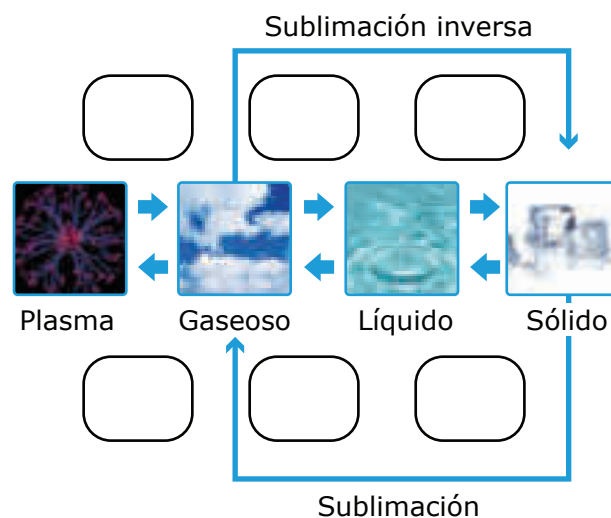 Sublimación inversa
Plasma
Gaseoso
Líquido
Sólido
Sublimación